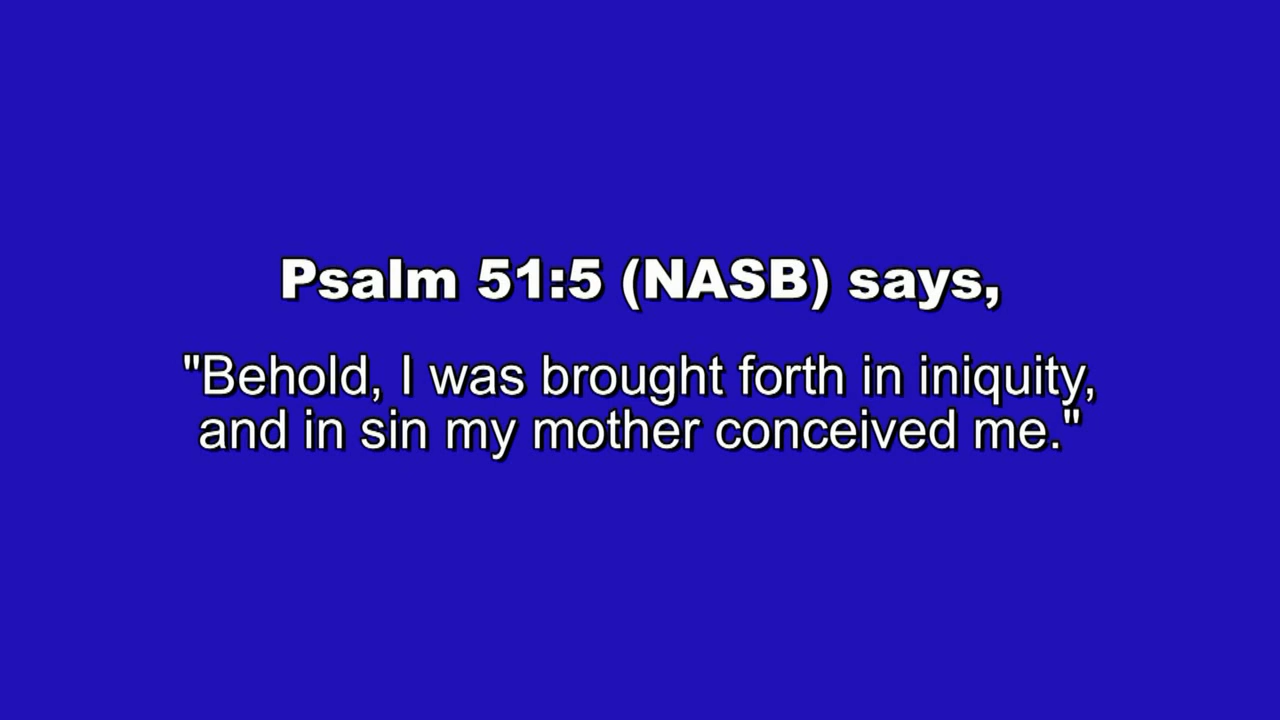 Psalm 51:5 (NASB) says,
"Behold, I was brought forth in iniquity,
and in sin my mother conceived me."